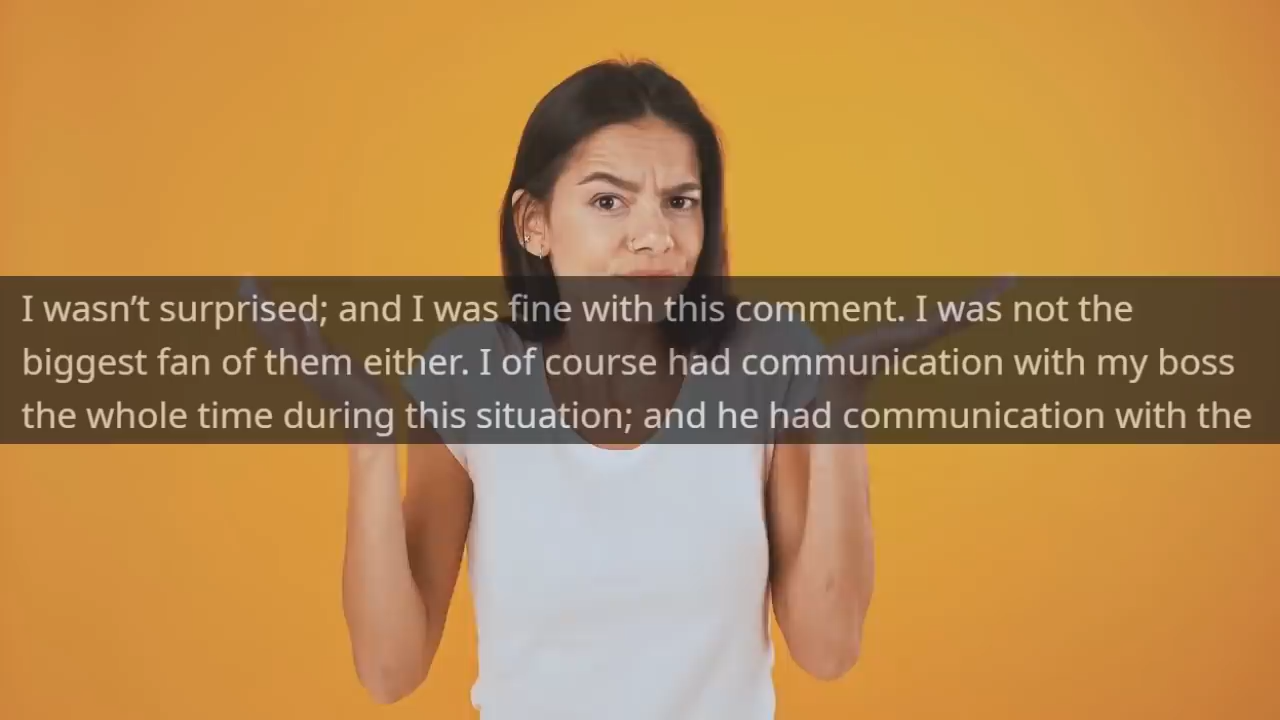 I wasn’t surprised; and I was fine with this comment. I was not the
biggest fan of them either. I of course had communication with my boss
the whole time during this situation; and he had communication with the